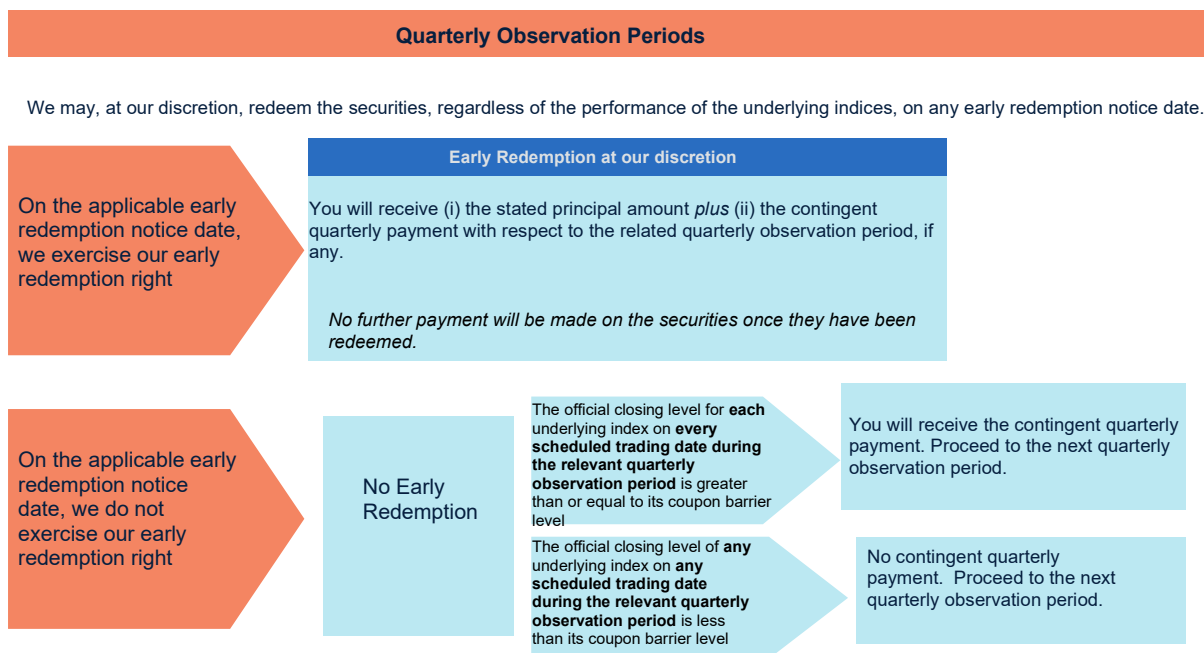 Quarterly Observation Periods
We may, at our discretion, redeem the securities, regardless of the performance of the underlying indices, on any early redemption notice date.
On the applicable early
redemption notice date,
we exercise our early
redemption right
Early Redemption at our discretion
You will receive (i) the stated principal amount plus (ii) the contingent
quarterly payment with respect to the related quarterly observation period, if
any.
No further payment will be made on the securities once they have been
redeemed.
On the applicable early
redemption notice
date, we do not
exercise our early
redemption right
No Early
Redemption
The official closing level for each
underlying index on every
scheduled trading date during
the relevant quarterly
observation period is greater
than or equal to its coupon barrier
level
You will receive the contingent quarterly
payment. Proceed to the next quarterly
observation period.
The official closing level of any
underlying index on any
scheduled trading date
during the relevant quarterly
observation period is less
than its coupon barrier level
No contingent quarterly
payment. Proceed to the next
quarterly observation period.